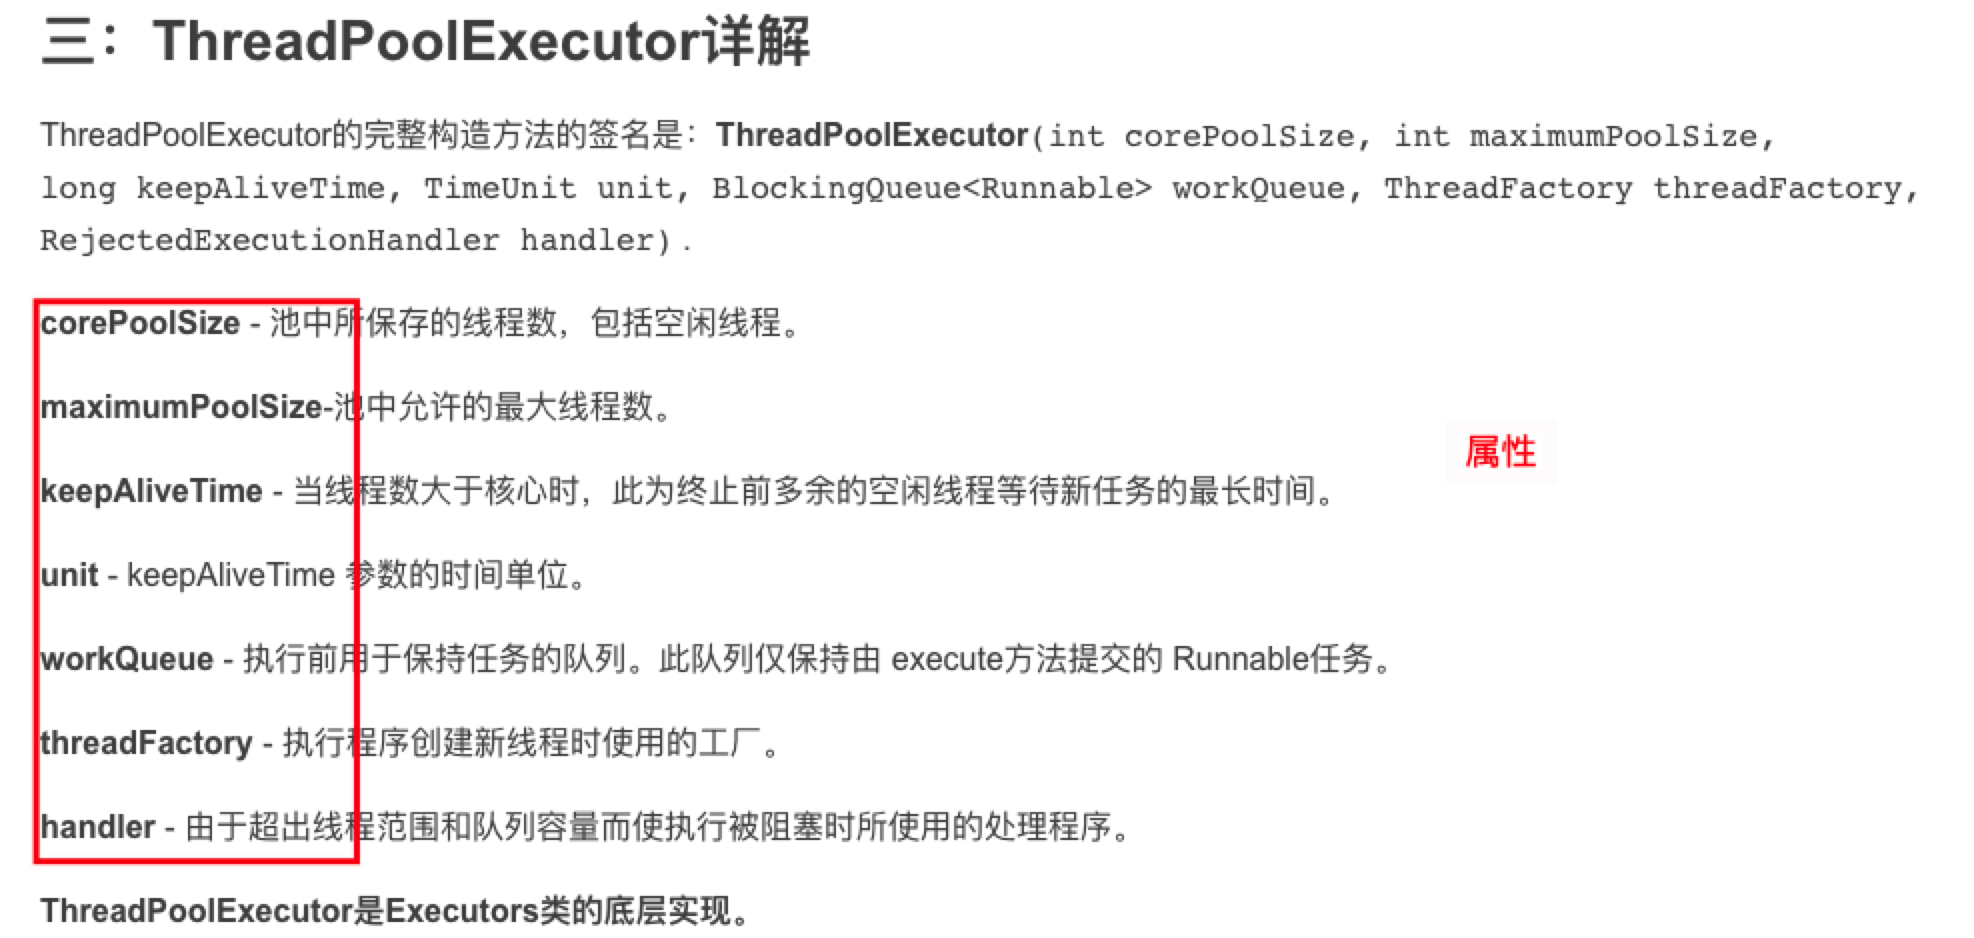 三：ThreadPoolExecutor详解
ThreadPoolExecutor的完整构造方法的签名是：ThreadPoolExecutor(int corePoolSize, int maximumPoolSize,
long keepAliveTime, TimeUnit unit, BlockingQueue<Runnable> workQueue, ThreadFactory threadFactory,
RejectedExecutionHandler handler).
corePoolSize - 池中所保存的线程数，包括空闲线程。
maximumPoolSize-池中允许的最大线程数。
属性
keepAliveTime - 当线程数大于核心时，此为终止前多余的空闲线程等待新任务的最长时间。
unit - keepAliveTime 参数的时间单位。
workQueue - 执行前用于保持任务的队列。此队列仅保持由 execute方法提交的 Runnable任务。
threadFactory - 执行程序创建新线程时使用的工厂。
handler - 由于超出线程范围和队列容量而使执行被阻塞时所使用的处理程序。
ThreadPoolExecutor是Executors类的底层实现。